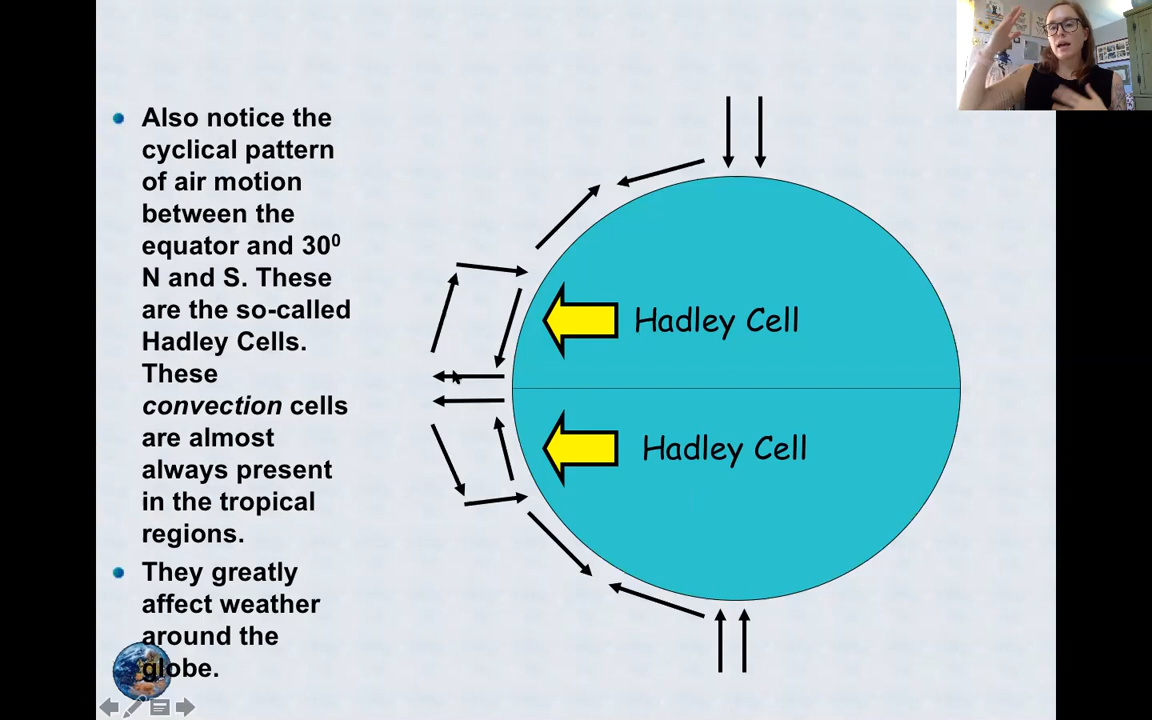 Also notice the
cyclical pattern
of air motion
between the
equator and 30⁰
N and S. These
are the so-called
Hadley Cells.
These
convection cells
are almost
always present
in the tropical
regions.
They greatly
affect weather
around the
globe.
Hadley Cell
Hadley Cell